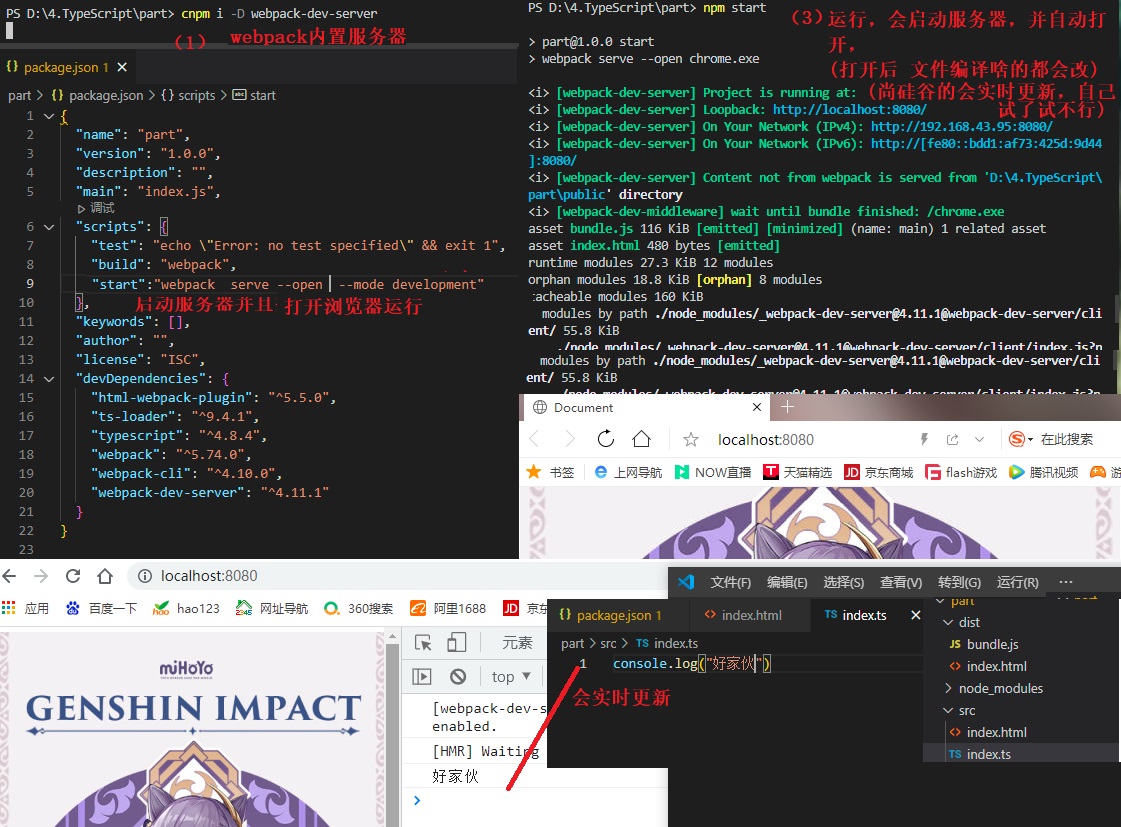 PS D:\4.TypeScript\part> cnpm i -D webpack-dev-server
（1） webpack内置服务器
package.json 1 ×
part > {} package.json > {} scripts > start
1 {
2 "name": "part",
3 "version": "1.0.0",
4 "description": "",
5 "main": "index.js",
调试
6 "scripts": {
7 "test": "echo \"Error: no test specified\" && exit 1",
8 "build": "webpack",
9 "start":"webpack  serve --open  --mode development"
10 },
启动服务器并且 打开浏览器运行
11 "keywords": [],
12 "author": "",
13 "license": "ISC",
14 "devDependencies": {
15 "html-webpack-plugin": "^5.5.0",
16 "ts-loader": "^9.4.1",
17 "typescript": "^4.8.4",
18 "webpack": "^5.74.0",
19 "webpack-cli": "^4.10.0",
20 "webpack-dev-server": "^4.11.1"
21 }
22 }
23
PS D:\4.TypeScript\part> npm start
（3）运行，会启动服务器，并自动打
开，
（打开后 文件编译啥的都会改）
（尚硅谷的会实时更新，自己
试了试不行）
> part@1.0.0 start
> webpack serve --open chrome.exe
<i> [webpack-dev-server] Project is running at:
<i> [webpack-dev-server] Loopback: http://localhost:8080/
<i> [webpack-dev-server] On Your Network (IPv4): http://192.168.43.95:8080/
<i> [webpack-dev-server] On Your Network (IPv6): http://[fe80::bdd1:af73:425d:9d44
]:8080/
<i> [webpack-dev-server] Content not from webpack is served from 'D:\4.TypeScript\
part\public' directory
<i> [webpack-dev-middleware] wait until bundle finished: /chrome.exe
asset bundle.js 116 KiB [emitted] [minimized] (name: main) 1 related asset
asset index.html 480 bytes [emitted]
runtime modules 27.3 KiB 12 modules
orphan modules 18.8 KiB [orphan] 8 modules
cacheable modules 160 KiB
modules by path ./node_modules/_webpack-dev-server@4.11.1@webpack-dev-server/cli
ent/ 55.8 KiB
./node_modules/_webpack-dev-server@4.11.1@webpack-dev-server/client/index.js?p
modules by path ./node_modules/_webpack-dev-server@4.11.1@webpack-dev-server/cli
ent/ 55.8 KiB
Document × +
localhost:8080
在此搜索
书签 上网导航 NOW直播 天猫精选 京东商城 flash游戏 腾讯视频 游
localhost:8080
应用 百度一下 hao123 网址导航 360搜索 阿里1688 京东
miHoYo
GENSHIN IMPACT
元素
top
[webpack-dev-s
enabled.
[HMR] Waiting
好家伙
文件(F) 编辑(E) 选择(S) 查看(V) 转到(G) 运行(R) ···
package.json 1 index.html TS index.ts ×
part > src > TS index.ts
1 console.log("好家伙")
会实时更新
part
dist
JS bundle.js
index.html
node_modules
src
index.html
TS index.ts